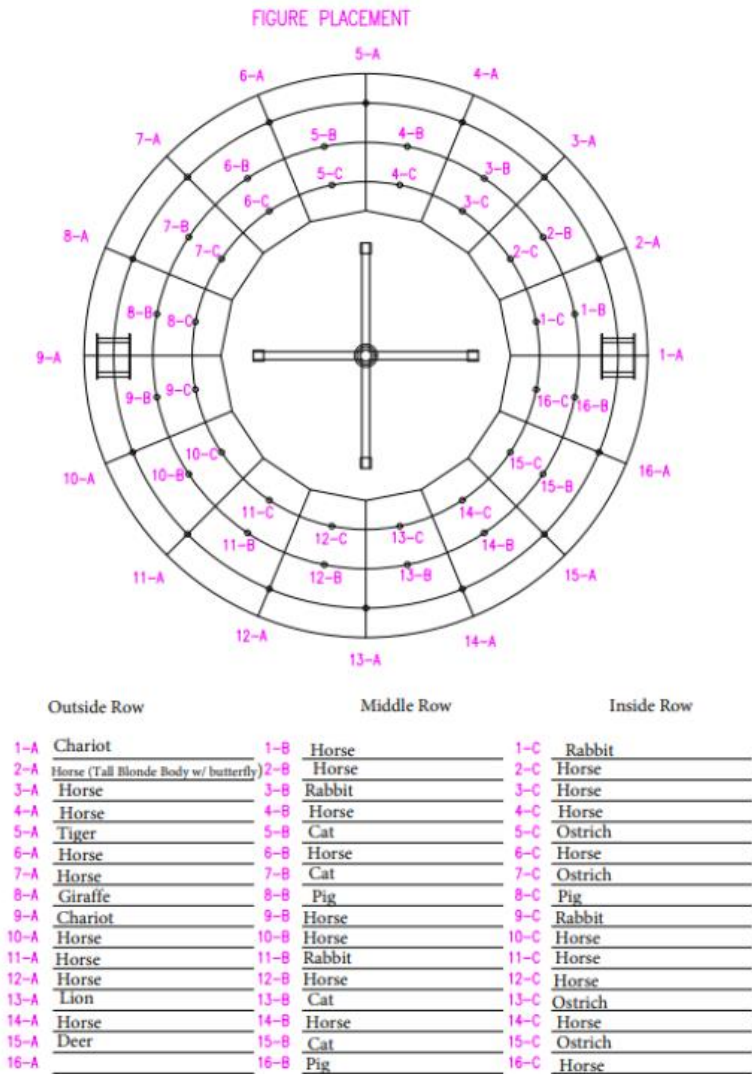 FIGURE PLACEMENT
5-A
6-A
4-A
7-A
3-A
5-B
4-B
6-B
3-B
5-C
4-C
6-C
3-C
8-A
7-B
2-B
2-A
7-C
2-C
8-B
1-B
8-C
1-C
9-A
1-A
9-C
16-C
9-B
16-B
10-C
15-C
10-A
10-B
15-B
16-A
11-C
14-C
12-C
13-C
11-B
14-B
11-A
15-A
12-B
13-B
12-A
14-A
13-A
Outside Row Middle Row Inside Row
1-A Chariot 1-B Horse 1-C Rabbit
2-A Horse (Tall Blonde Body w/ butterfly) 2-B Horse 2-C Horse
3-A Horse 3-B Rabbit 3-C Horse
4-A Horse 4-B Horse 4-C Horse
5-A Tiger 5-B Cat 5-C Ostrich
6-A Horse 6-B Horse 6-C Horse
7-A Horse 7-B Cat 7-C Ostrich
8-A Giraffe 8-B Pig 8-C Pig
9-A Chariot 9-B Horse 9-C Rabbit
10-A Horse 10-B Horse 10-C Horse
11-A Horse 11-B Rabbit 11-C Horse
12-A Horse 12-B Horse 12-C Horse
13-A Lion 13-B Cat 13-C Ostrich
14-A Horse 14-B Horse 14-C Horse
15-A Deer 15-B Cat 15-C Ostrich
16-A 16-B Pig 16-C Horse